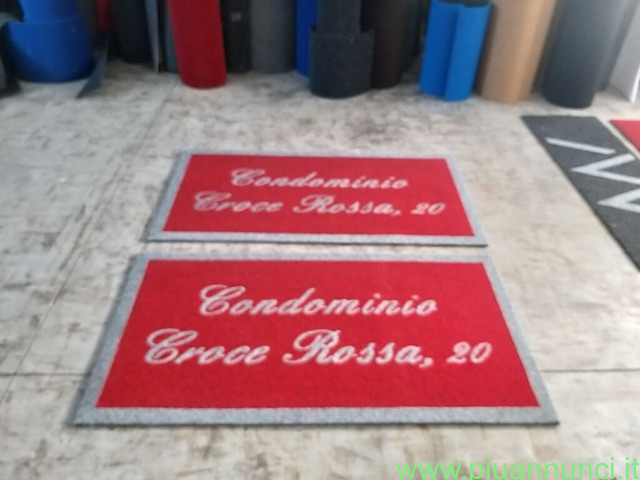 Condominio
Croce Rossa, 20
Condominio
Croce Rossa, 20
www.piuannunci.it